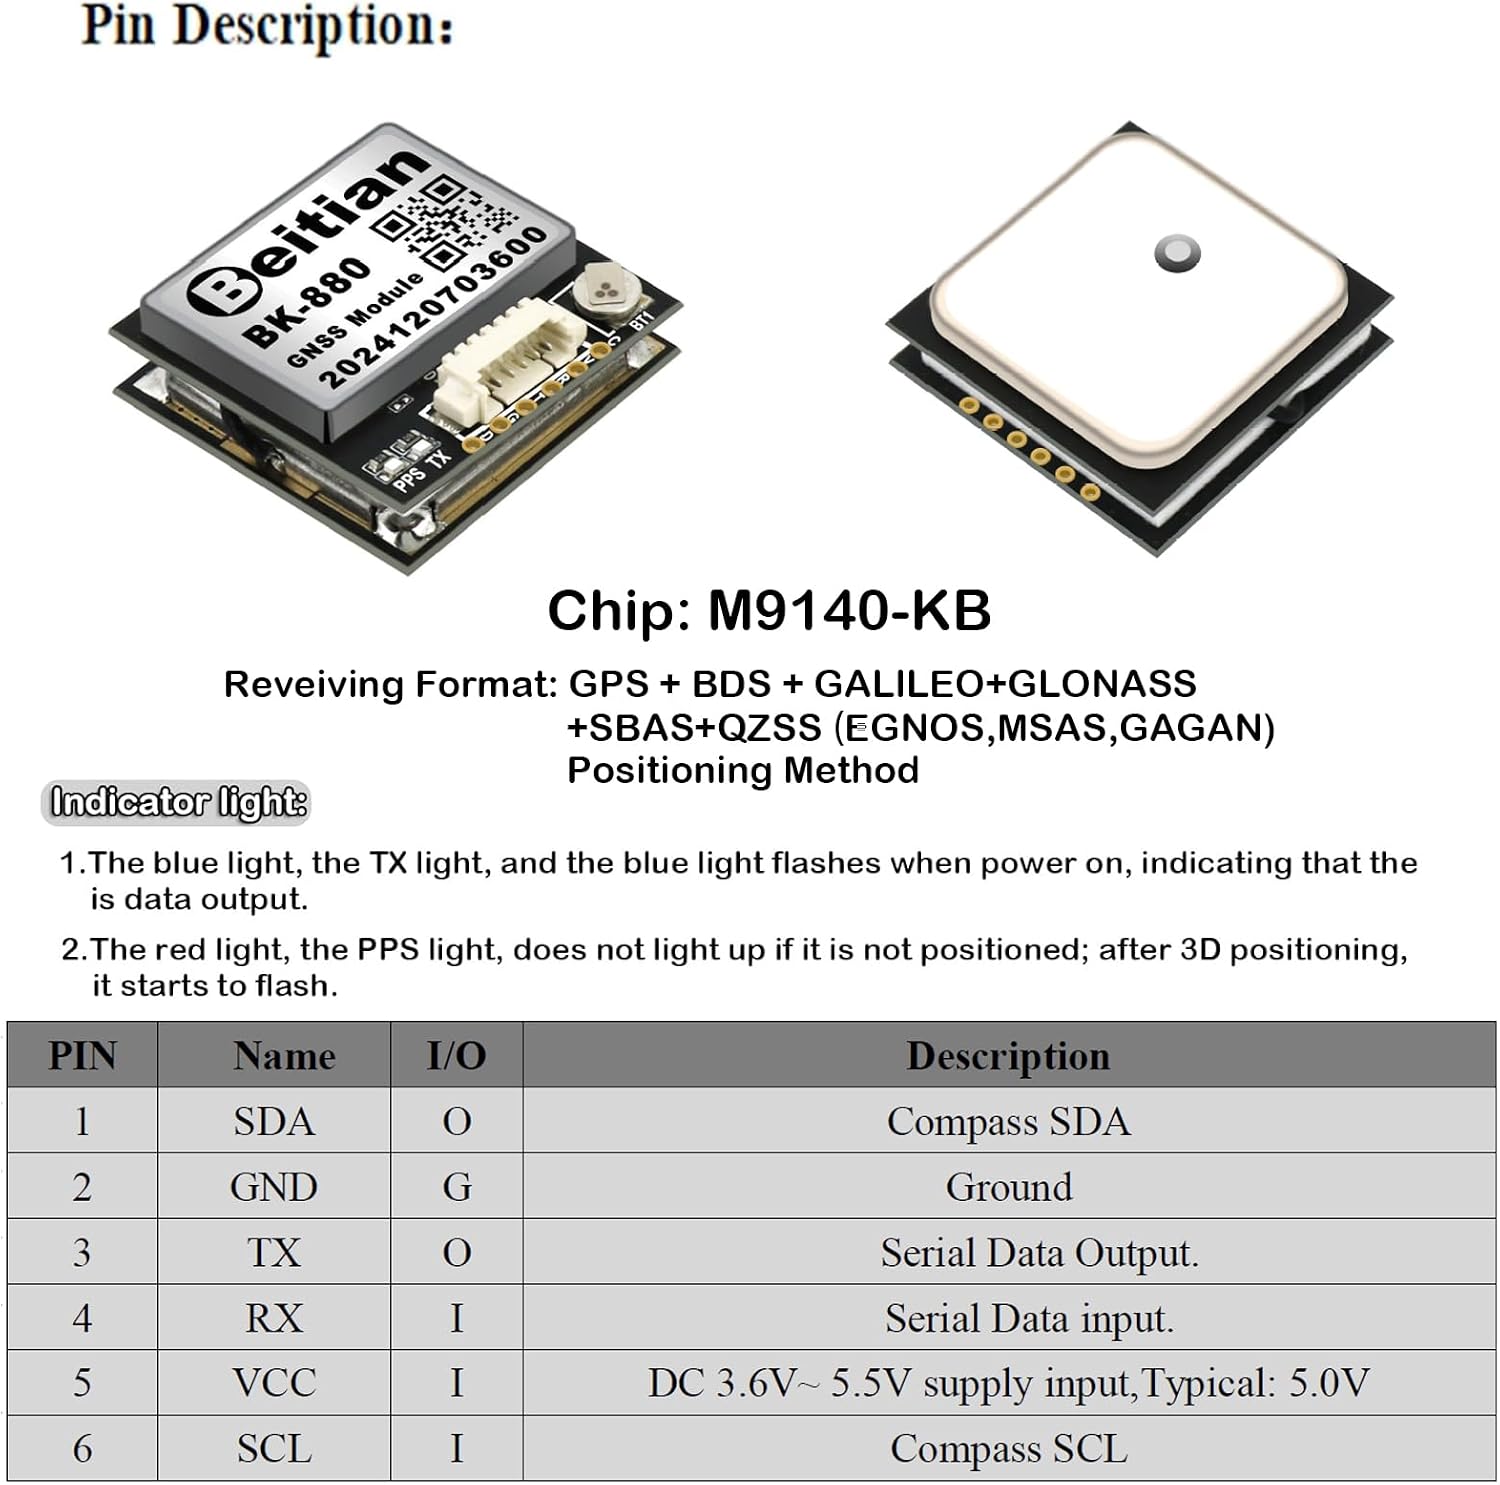 Pin Description:
Beitian
BK-880
GNSS Module
2024120703600
BT1
PPS TX
Chip: M9140-KB
Reveiving Format: GPS + BDS + GALILEO+GLONASS
+SBAS+QZSS (EGNOS,MSAS,GAGAN)
Positioning Method
Indicator light:
1.The blue light, the TX light, and the blue light flashes when power on, indicating that the
is data output.
2.The red light, the PPS light, does not light up if it is not positioned; after 3D positioning,
it starts to flash.
PIN Name I/O Description
1 SDA O Compass SDA
2 GND G Ground
3 TX O Serial Data Output.
4 RX I Serial Data input.
5 VCC I DC 3.6V~ 5.5V supply input,Typical: 5.0V
6 SCL I Compass SCL